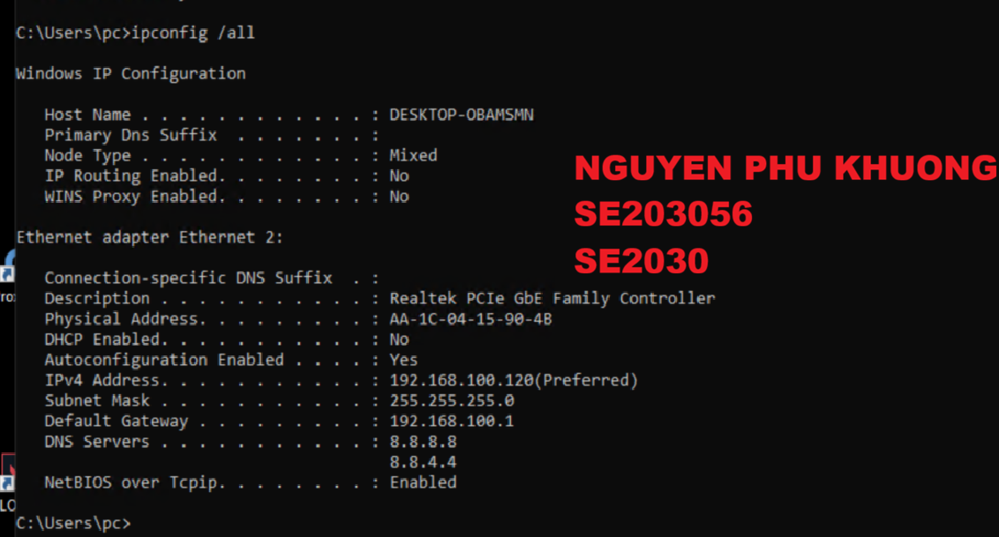 C:\Users\pc>ipconfig /all
Windows IP Configuration
Host Name . . . . . . . . . . . . : DESKTOP-OBAMSMN
Primary Dns Suffix . . . . . . . :
Node Type . . . . . . . . . . . . : Mixed
IP Routing Enabled. . . . . . . . : No
WINS Proxy Enabled. . . . . . . . : No
NGUYEN PHU KHUONG
SE203056
SE2030
Ethernet adapter Ethernet 2:
Connection-specific DNS Suffix . :
Description . . . . . . . . . . . : Realtek PCIe GbE Family Controller
Physical Address. . . . . . . . . : AA-1C-04-15-90-4B
DHCP Enabled. . . . . . . . . . . : No
Autoconfiguration Enabled . . . . : Yes
IPv4 Address. . . . . . . . . . . : 192.168.100.120(Preferred)
Subnet Mask . . . . . . . . . . . : 255.255.255.0
Default Gateway . . . . . . . . . : 192.168.100.1
DNS Servers . . . . . . . . . . . : 8.8.8.8
8.8.4.4
NetBIOS over Tcpip. . . . . . . . : Enabled
C:\Users\pc>